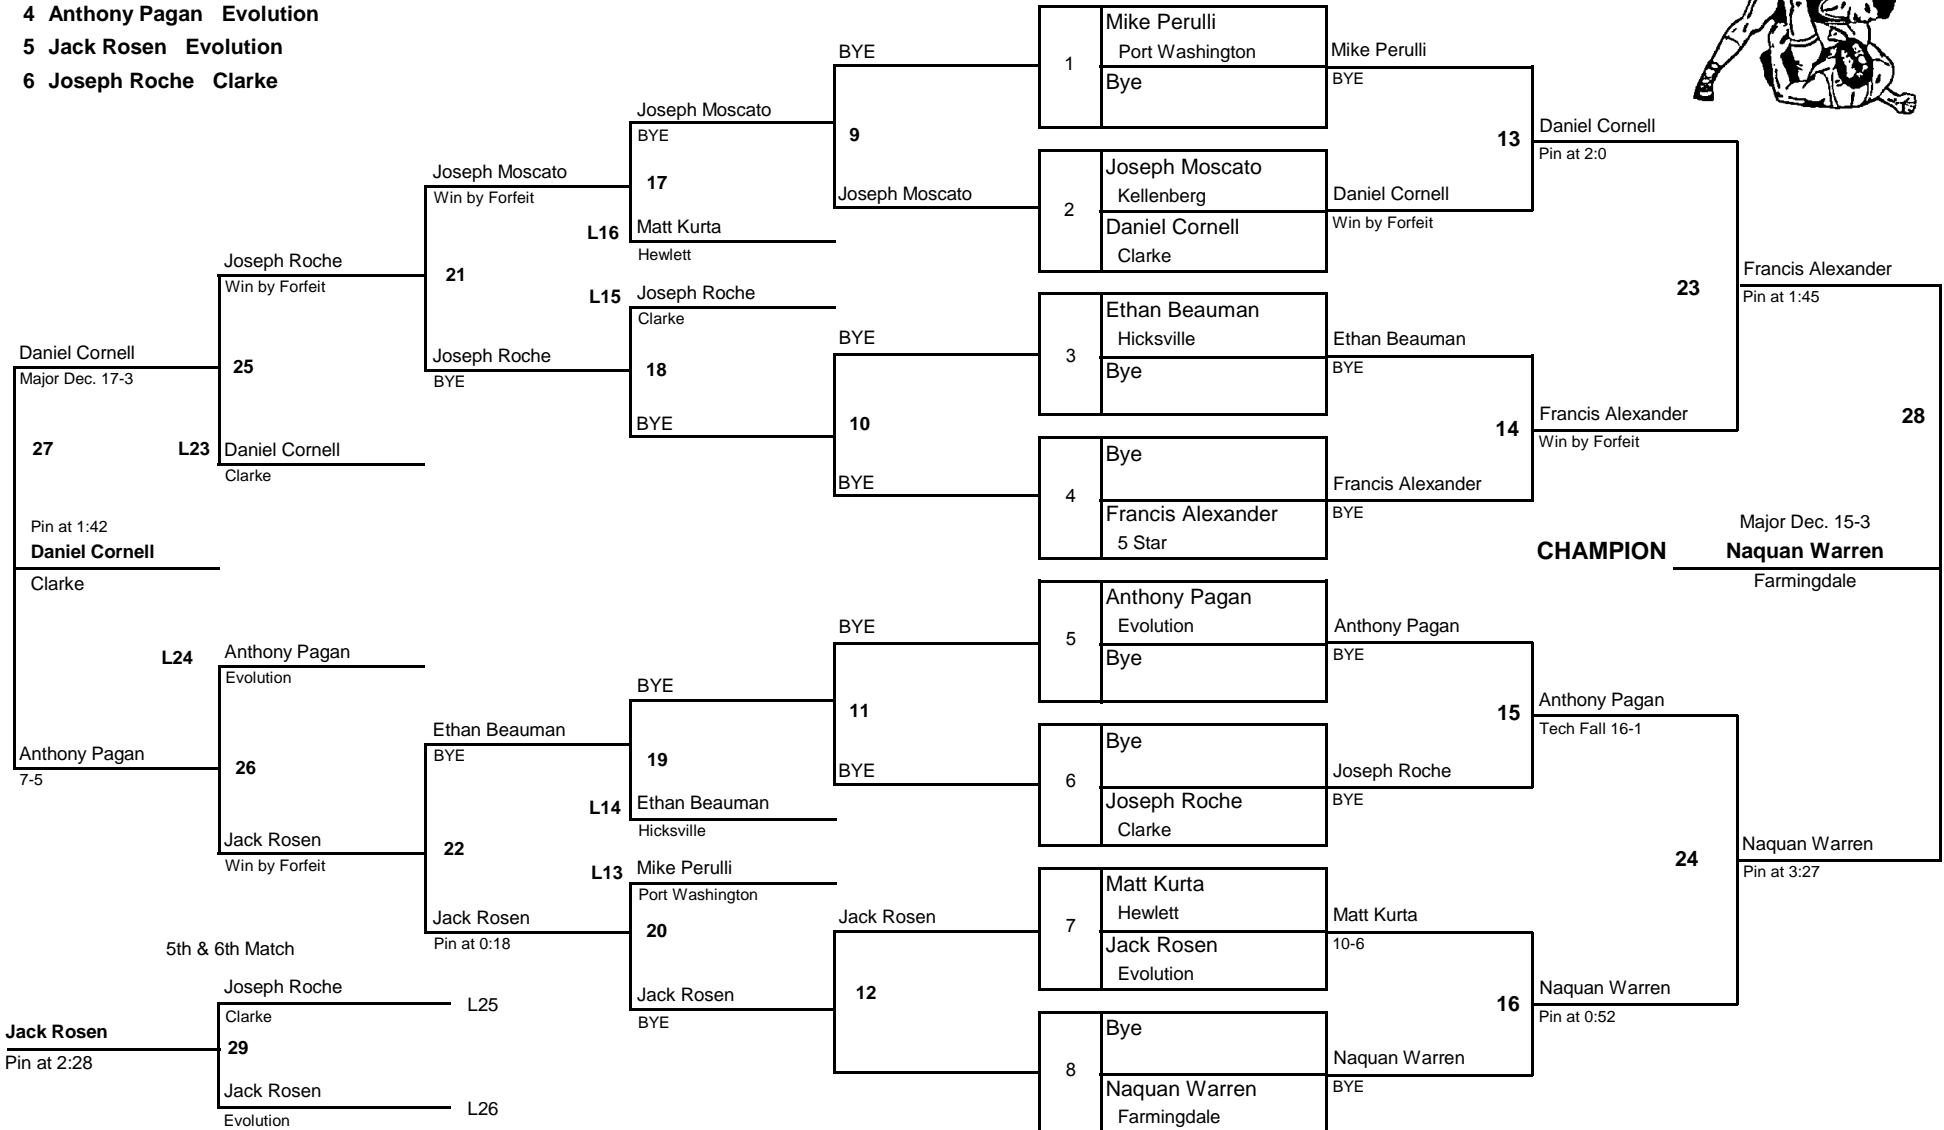 4 Anthony Pagan Evolution
5 Jack Rosen Evolution
6 Joseph Roche Clarke
Daniel Cornell
Major Dec. 17-3
27
Pin at 1:42
Daniel Cornell
Clarke
Anthony Pagan
7-5
5th & 6th Match
Jack Rosen
Pin at 2:28
Joseph Roche
Win by Forfeit
25
L23 Daniel Cornell
Clarke
L24 Anthony Pagan
Evolution
26
Jack Rosen
Win by Forfeit
Joseph Roche
L25
Clarke
29
Jack Rosen
L26
Evolution
Joseph Moscato
Win by Forfeit
21
Joseph Roche
BYE
Ethan Beauman
BYE
22
Jack Rosen
Pin at 0:18
Joseph Moscato
BYE
17
L16 Matt Kurta
Hewlett
L15 Joseph Roche
Clarke
18
BYE
BYE
19
L14 Ethan Beauman
Hicksville
L13 Mike Perulli
Port Washington
20
Jack Rosen
BYE
BYE
9
Joseph Moscato
BYE
10
BYE
BYE
11
BYE
Jack Rosen
12
1
Mike Perulli
Port Washington
Bye
2
Joseph Moscato
Kellenberg
Daniel Cornell
Clarke
3
Ethan Beauman
Hicksville
Bye
4
Bye
Francis Alexander
5 Star
5
Anthony Pagan
Evolution
Bye
6
Bye
Joseph Roche
Clarke
7
Matt Kurta
Hewlett
Jack Rosen
Evolution
8
Bye
Naquan Warren
Farmingdale
Mike Perulli
BYE
13
Daniel Cornell
Win by Forfeit
Ethan Beauman
BYE
14
Francis Alexander
BYE
Anthony Pagan
BYE
15
Joseph Roche
BYE
Matt Kurta
10-6
16
Naquan Warren
BYE
Daniel Cornell
Pin at 2:0
23
Francis Alexander
Win by Forfeit
Anthony Pagan
Tech Fall 16-1
24
Naquan Warren
Pin at 0:52
Francis Alexander
Pin at 1:45
28
Major Dec. 15-3
CHAMPION Naquan Warren
Farmingdale
Naquan Warren
Pin at 3:27